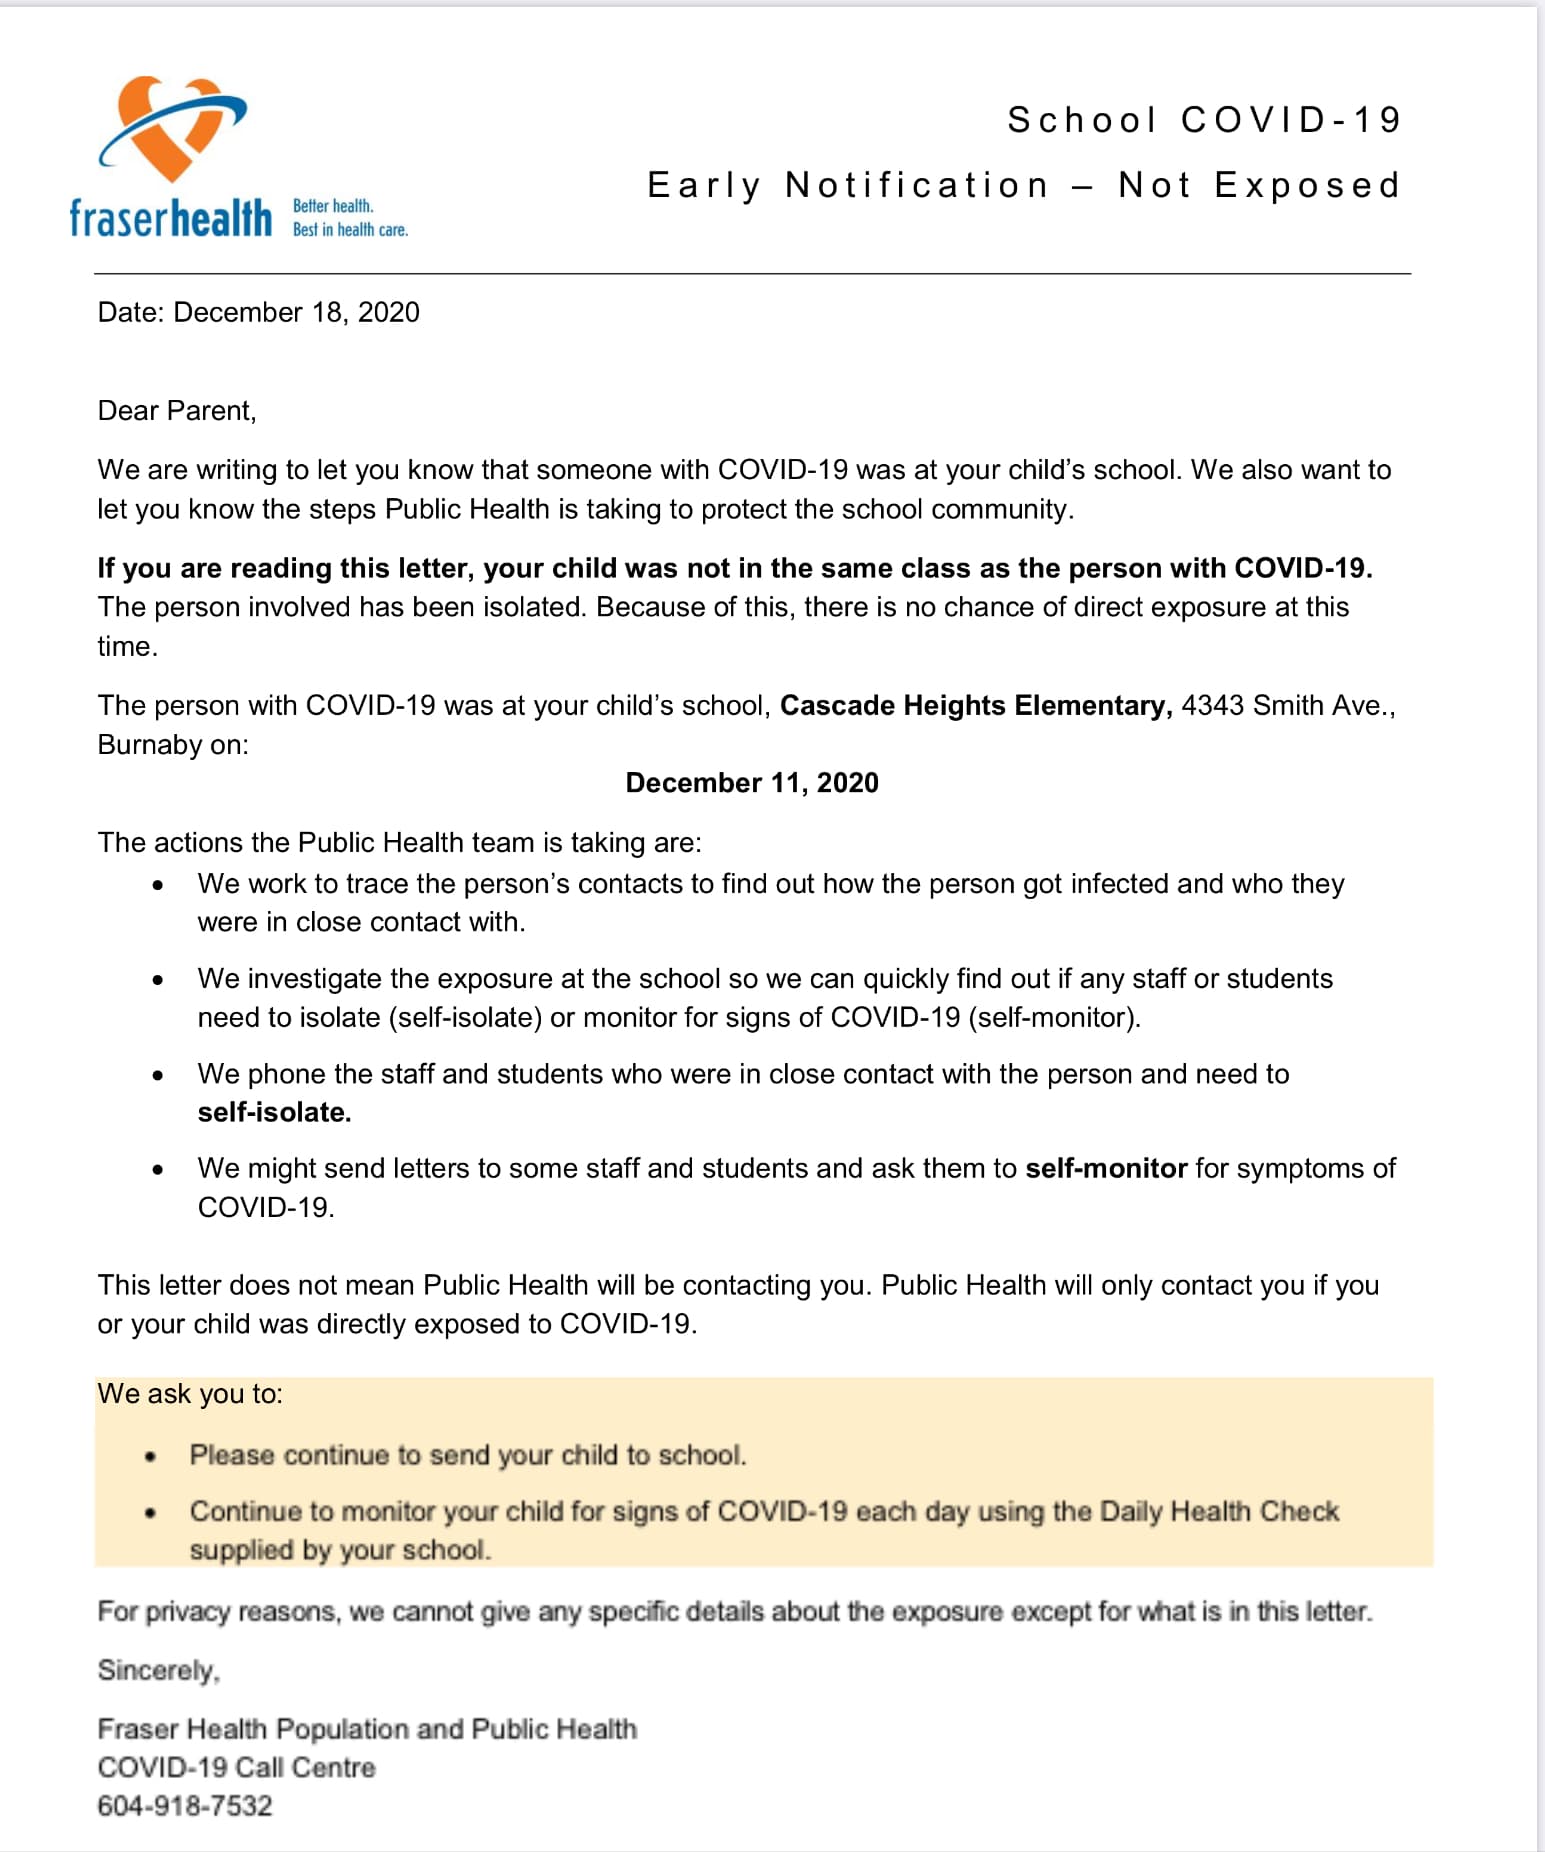 fraserhealth
Better health.
Best in health care.
School COVID-19
Early Notification – Not Exposed
Date: December 18, 2020
Dear Parent,
We are writing to let you know that someone with COVID-19 was at your child’s school. We also want to
let you know the steps Public Health is taking to protect the school community.
If you are reading this letter, your child was not in the same class as the person with COVID-19.
The person involved has been isolated. Because of this, there is no chance of direct exposure at this
time.
The person with COVID-19 was at your child’s school, Cascade Heights Elementary, 4343 Smith Ave.,
Burnaby on:
December 11, 2020
The actions the Public Health team is taking are:
• We work to trace the person’s contacts to find out how the person got infected and who they
were in close contact with.
• We investigate the exposure at the school so we can quickly find out if any staff or students
need to isolate (self-isolate) or monitor for signs of COVID-19 (self-monitor).
• We phone the staff and students who were in close contact with the person and need to
self-isolate.
• We might send letters to some staff and students and ask them to self-monitor for symptoms of
COVID-19.
This letter does not mean Public Health will be contacting you. Public Health will only contact you if you
or your child was directly exposed to COVID-19.
We ask you to:
• Please continue to send your child to school.
• Continue to monitor your child for signs of COVID-19 each day using the Daily Health Check
supplied by your school.
For privacy reasons, we cannot give any specific details about the exposure except for what is in this letter.
Sincerely,
Fraser Health Population and Public Health
COVID-19 Call Centre
604-918-7532